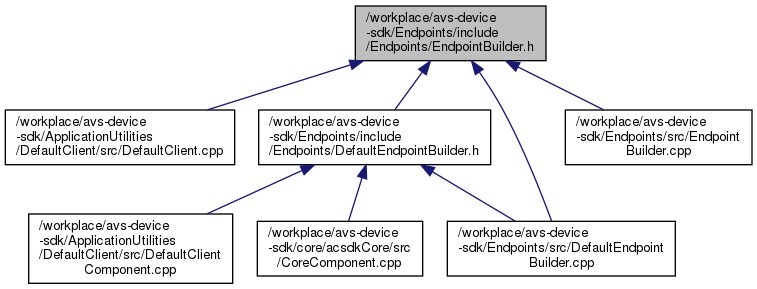 /workplace/avs-device
-sdk/Endpoints/include
/Endpoints/EndpointBuilder.h
/workplace/avs-device
-sdk/ApplicationUtilities
/DefaultClient/src/DefaultClient.cpp
/workplace/avs-device
-sdk/Endpoints/include
/Endpoints/DefaultEndpointBuilder.h
/workplace/avs-device
-sdk/Endpoints/src/Endpoint
Builder.cpp
/workplace/avs-device
-sdk/ApplicationUtilities
/DefaultClient/src/DefaultClient
Component.cpp
/workplace/avs-device
-sdk/core/acsdkCore/src
/CoreComponent.cpp
/workplace/avs-device
-sdk/Endpoints/src/DefaultEndpoint
Builder.cpp